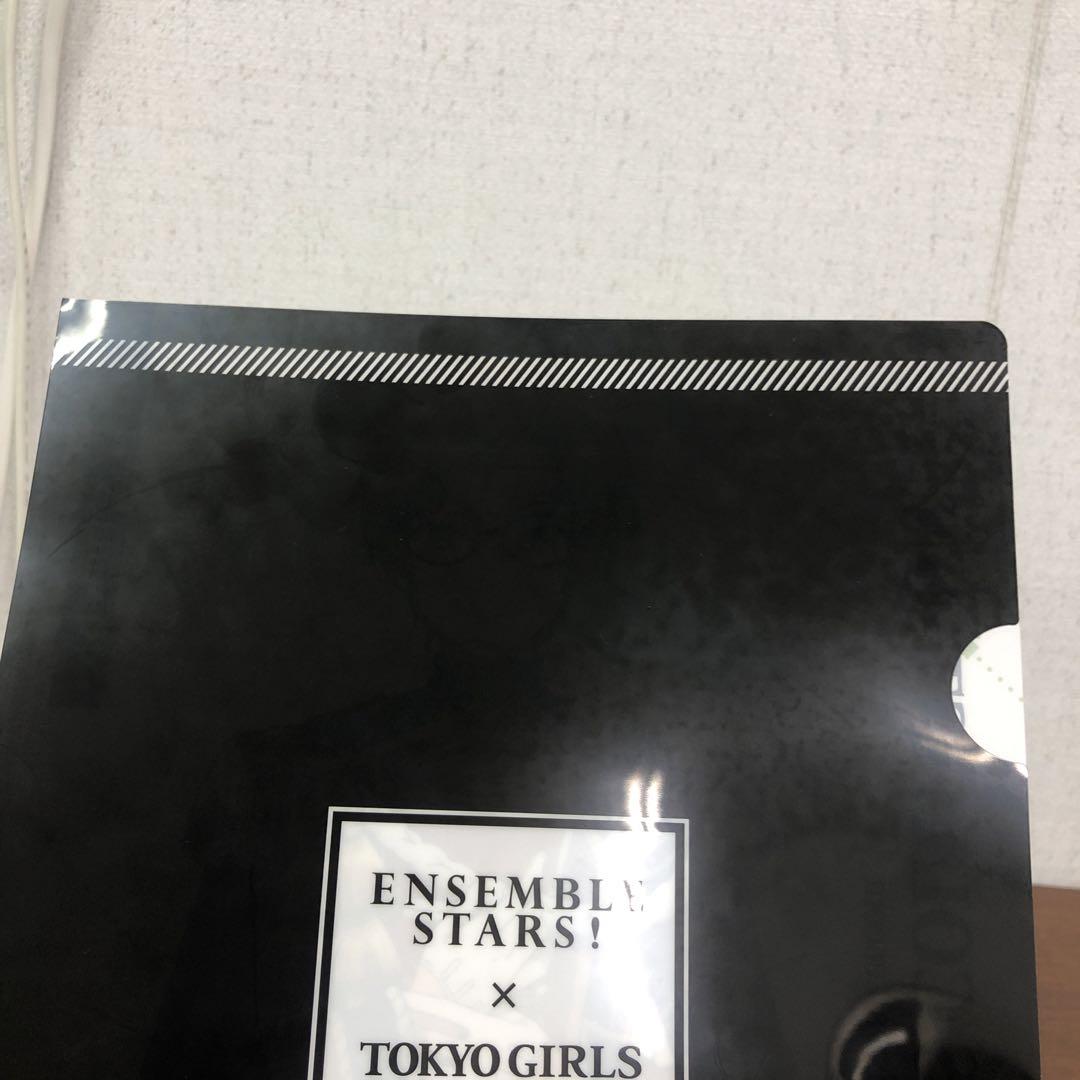 ENSEMBLE
STARS!
×
TOKYO GIRLS